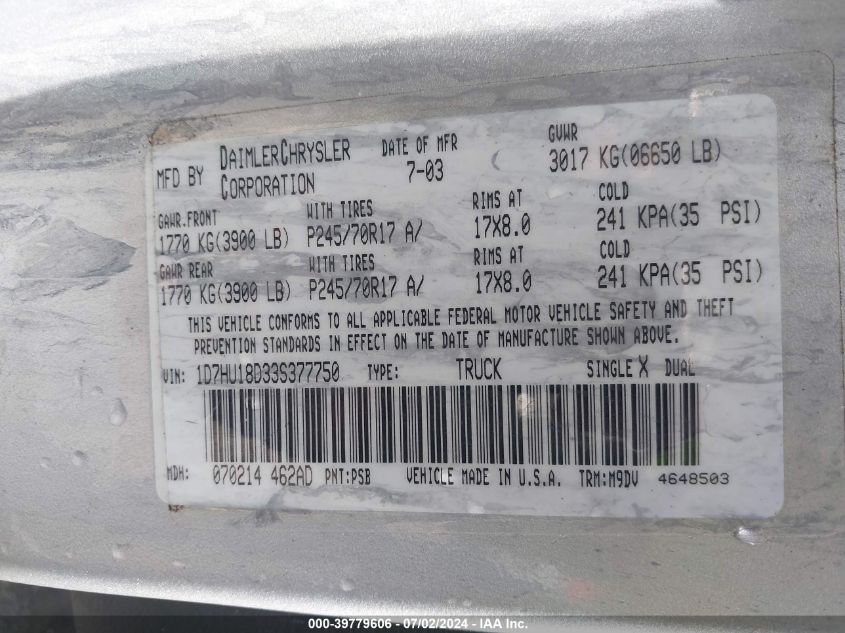 MFD BY DAIMLERCHRYSLER CORPORATION DATE OF MFR 7-03 GVWR 3017 KG(06650 LB)
GAWR.FRONT WITH TIRES RIMS AT COLD
1770 KG(3900 LB) P245/70R17 A/ 17X8.0 241 KPA(35 PSI)
GAWR REAR WITH TIRES RIMS AT COLD
1770 KG(3900 LB) P245/70R17 A/ 17X8.0 241 KPA(35 PSI)
THIS VEHICLE CONFORMS TO ALL APPLICABLE FEDERAL MOTOR VEHICLE SAFETY AND THEFT
PREVENTION STANDARDS IN EFFECT ON THE DATE OF MANUFACTURE SHOWN ABOVE.
VIN: 1D7HU18D33S377750 TYPE: TRUCK SINGLE X DUAL
MDH: 070214 462AD PNT:PSB VEHICLE MADE IN U.S.A. TRM:M9DV 4648503
000-39779606 - 07/02/2024 - IAA Inc.